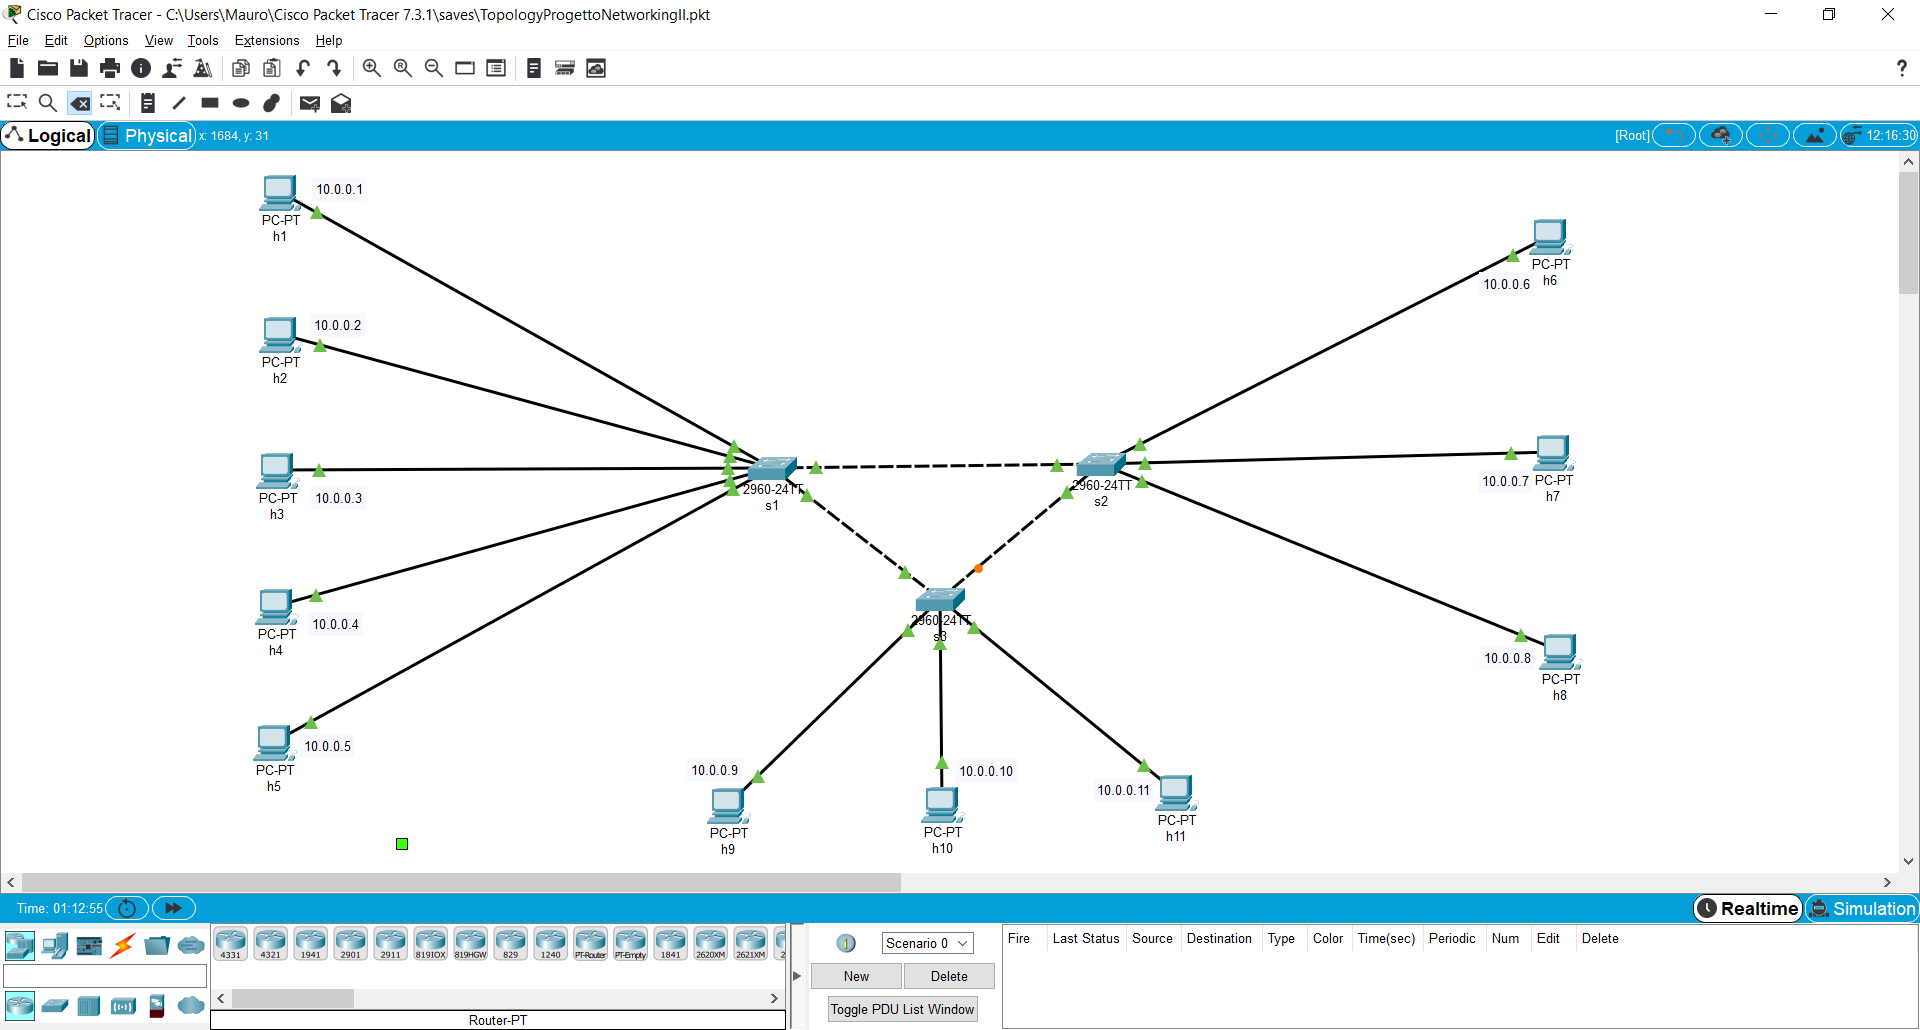 Cisco Packet Tracer - C:\Users\Mauro\Cisco Packet Tracer 7.3.1\saves\TopologyProgettoNetworkingII.pkt
File Edit Options View Tools Extensions Help
?
Logical Physical x: 1684, y: 31 [Root] 12:16:30
10.0.0.1
PC-PT
h1
10.0.0.2
PC-PT
h2
10.0.0.3
PC-PT
h3
10.0.0.4
PC-PT
h4
10.0.0.5
PC-PT
h5
2960-24TT
s1
2960-24TT
s2
2960-24TT
s3
PC-PT
h6
10.0.0.6
10.0.0.7
PC-PT
h7
10.0.0.8
PC-PT
h8
10.0.0.9
PC-PT
h9
10.0.0.10
PC-PT
h10
10.0.0.11
PC-PT
h11
Time: 01:12:55 Realtime Simulation
4331 4321 1941 2901 2911 819IOX 819HGW 829 1240 PT-Router PT-Empty 1841 2620XM 2621XM 2
Router-PT
1 Scenario 0
New Delete
Toggle PDU List Window
Fire Last Status Source Destination Type Color Time(sec) Periodic Num Edit Delete